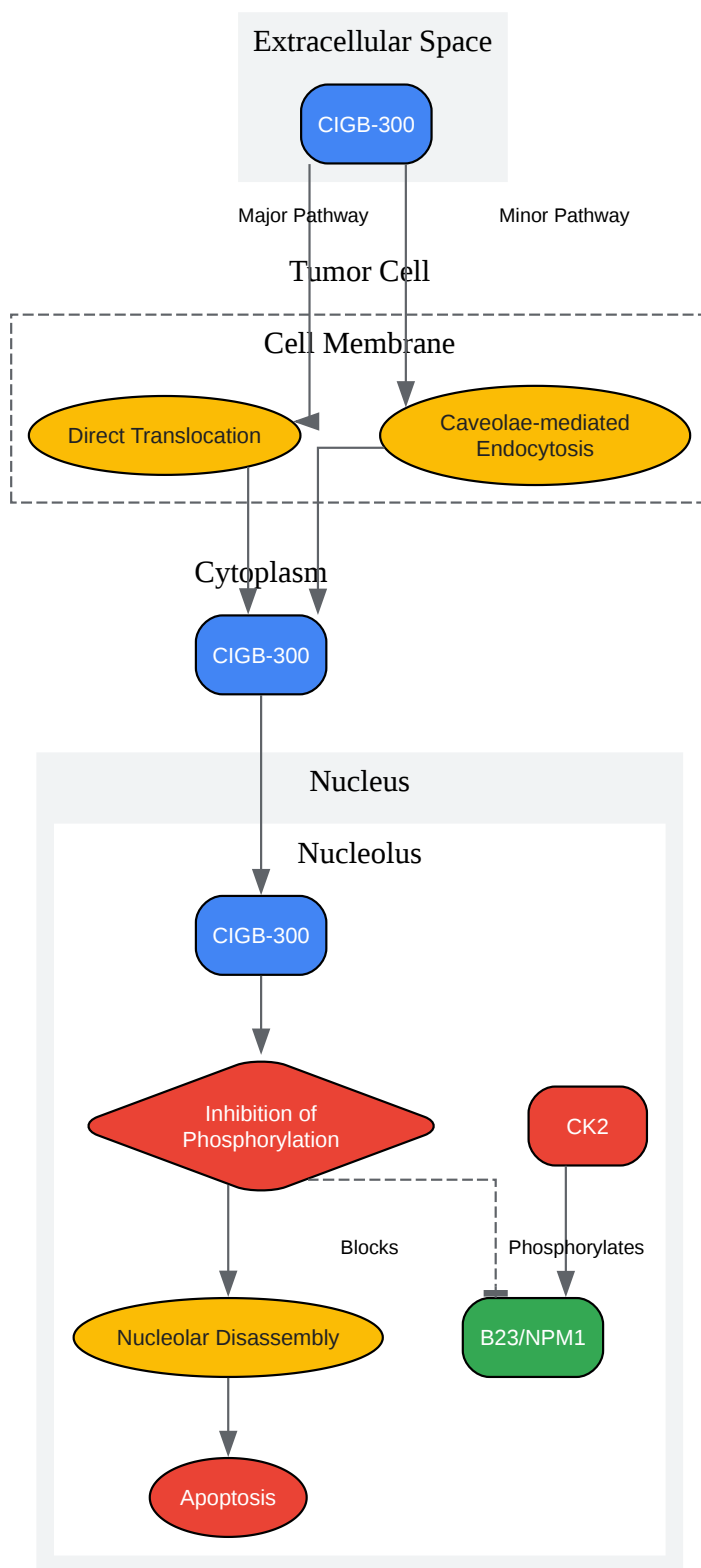 Extracellular Space
CIGB-300
Major Pathway
Minor Pathway
Tumor Cell
Cell Membrane
Direct Translocation
Caveolae-mediated
Endocytosis
Cytoplasm
CIGB-300
Nucleus
Nucleolus
CIGB-300
Inhibition of
Phosphorylation
CK2
Blocks
Phosphorylates
Nucleolar Disassembly
B23/NPM1
Apoptosis